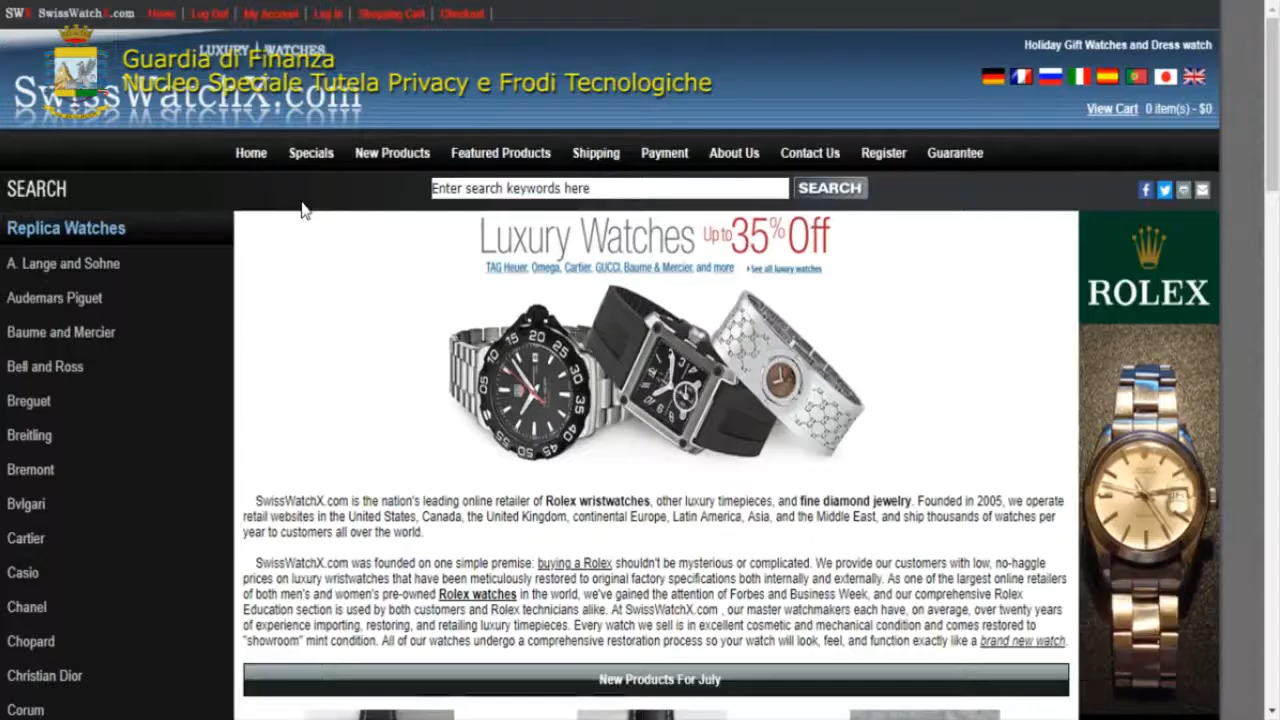 SWX SwissWatchX.com Home | Log Out | My Account | Log In | Shopping Cart | Checkout |
LUXURY | WATCHES
SwissWatchX.com
Guardia di Finanza
Nucleo Speciale Tutela Privacy e Frodi Tecnologiche
Holiday Gift Watches and Dress watch
View Cart 0 item(s) - $0
Home Specials New Products Featured Products Shipping Payment About Us Contact Us Register Guarantee
SEARCH
Enter search keywords here
SEARCH
Replica Watches
A. Lange and Sohne
Audemars Piguet
Baume and Mercier
Bell and Ross
Breguet
Breitling
Bremont
Bvlgari
Cartier
Casio
Chanel
Chopard
Christian Dior
Corum
Luxury Watches Up to 35% Off
TAG Heuer, Omega, Cartier, GUCCI, Baume & Mercier, and more
See all luxury watches
SwissWatchX.com is the nation's leading online retailer of Rolex wristwatches, other luxury timepieces, and fine diamond jewelry. Founded in 2005, we operate
retail websites in the United States, Canada, the United Kingdom, continental Europe, Latin America, Asia, and the Middle East, and ship thousands of watches per
year to customers all over the world.
SwissWatchX.com was founded on one simple premise: buying a Rolex shouldn't be mysterious or complicated. We provide our customers with low, no-haggle
prices on luxury wristwatches that have been meticulously restored to original factory specifications both internally and externally. As one of the largest online retailers
of both men's and women's pre-owned Rolex watches in the world, we've gained the attention of Forbes and Business Week, and our comprehensive Rolex
Education section is used by both customers and Rolex technicians alike. At SwissWatchX.com , our master watchmakers each have, on average, over twenty years
of experience importing, restoring, and retailing luxury timepieces. Every watch we sell is in excellent cosmetic and mechanical condition and comes restored to
"showroom" mint condition. All of our watches undergo a comprehensive restoration process so your watch will look, feel, and function exactly like a brand new watch.
New Products For July
ROLEX